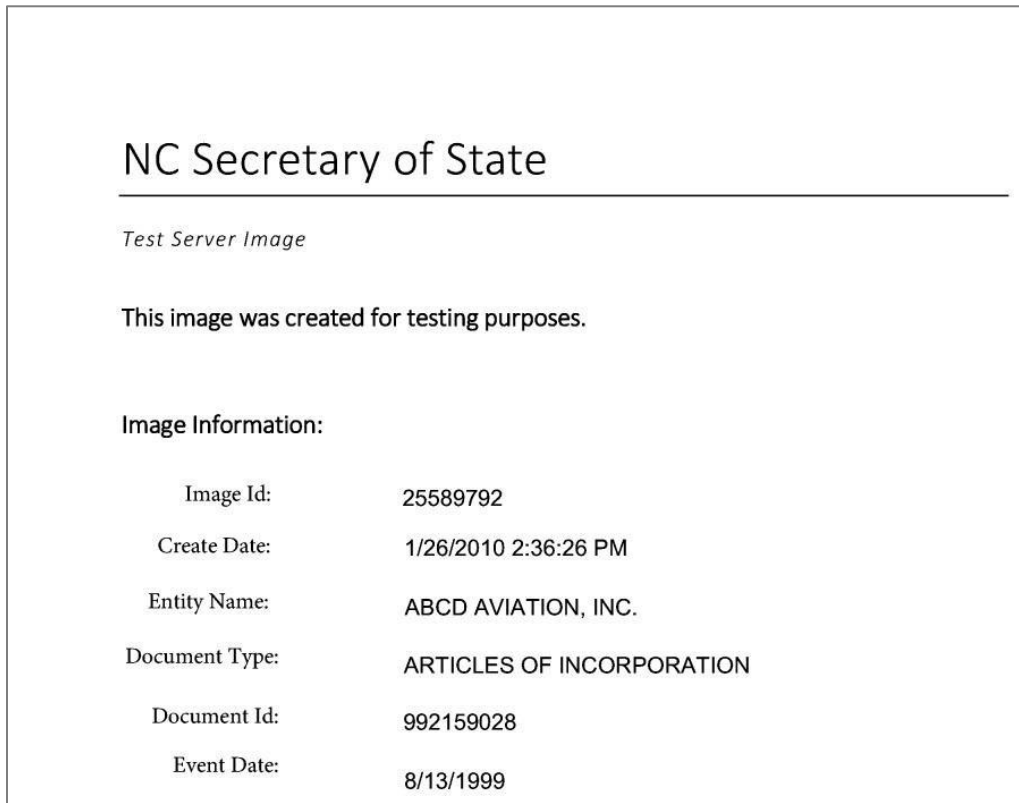 NC Secretary of State
Test Server Image
This image was created for testing purposes.
Image Information:
Image Id: 25589792
Create Date: 1/26/2010 2:36:26 PM
Entity Name: ABCD AVIATION, INC.
Document Type: ARTICLES OF INCORPORATION
Document Id: 992159028
Event Date: 8/13/1999